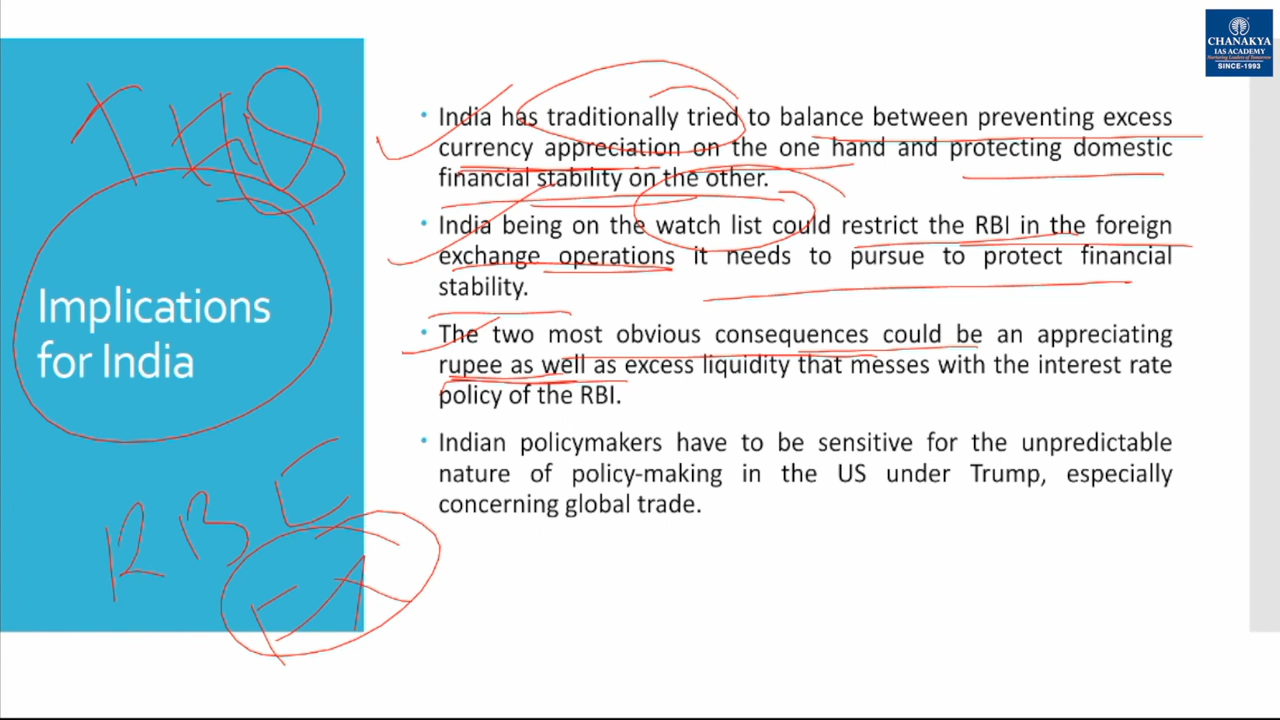 CHANAKYA
IAS ACADEMY
Nurturing Leaders of Tomorrow
SINCE-1993
Implications
for India
• India has traditionally tried to balance between preventing excess
currency appreciation on the one hand and protecting domestic
financial stability on the other.
• India being on the watch list could restrict the RBI in the foreign
exchange operations it needs to pursue to protect financial
stability.
• The two most obvious consequences could be an appreciating
rupee as well as excess liquidity that messes with the interest rate
policy of the RBI.
• Indian policymakers have to be sensitive for the unpredictable
nature of policy-making in the US under Trump, especially
concerning global trade.